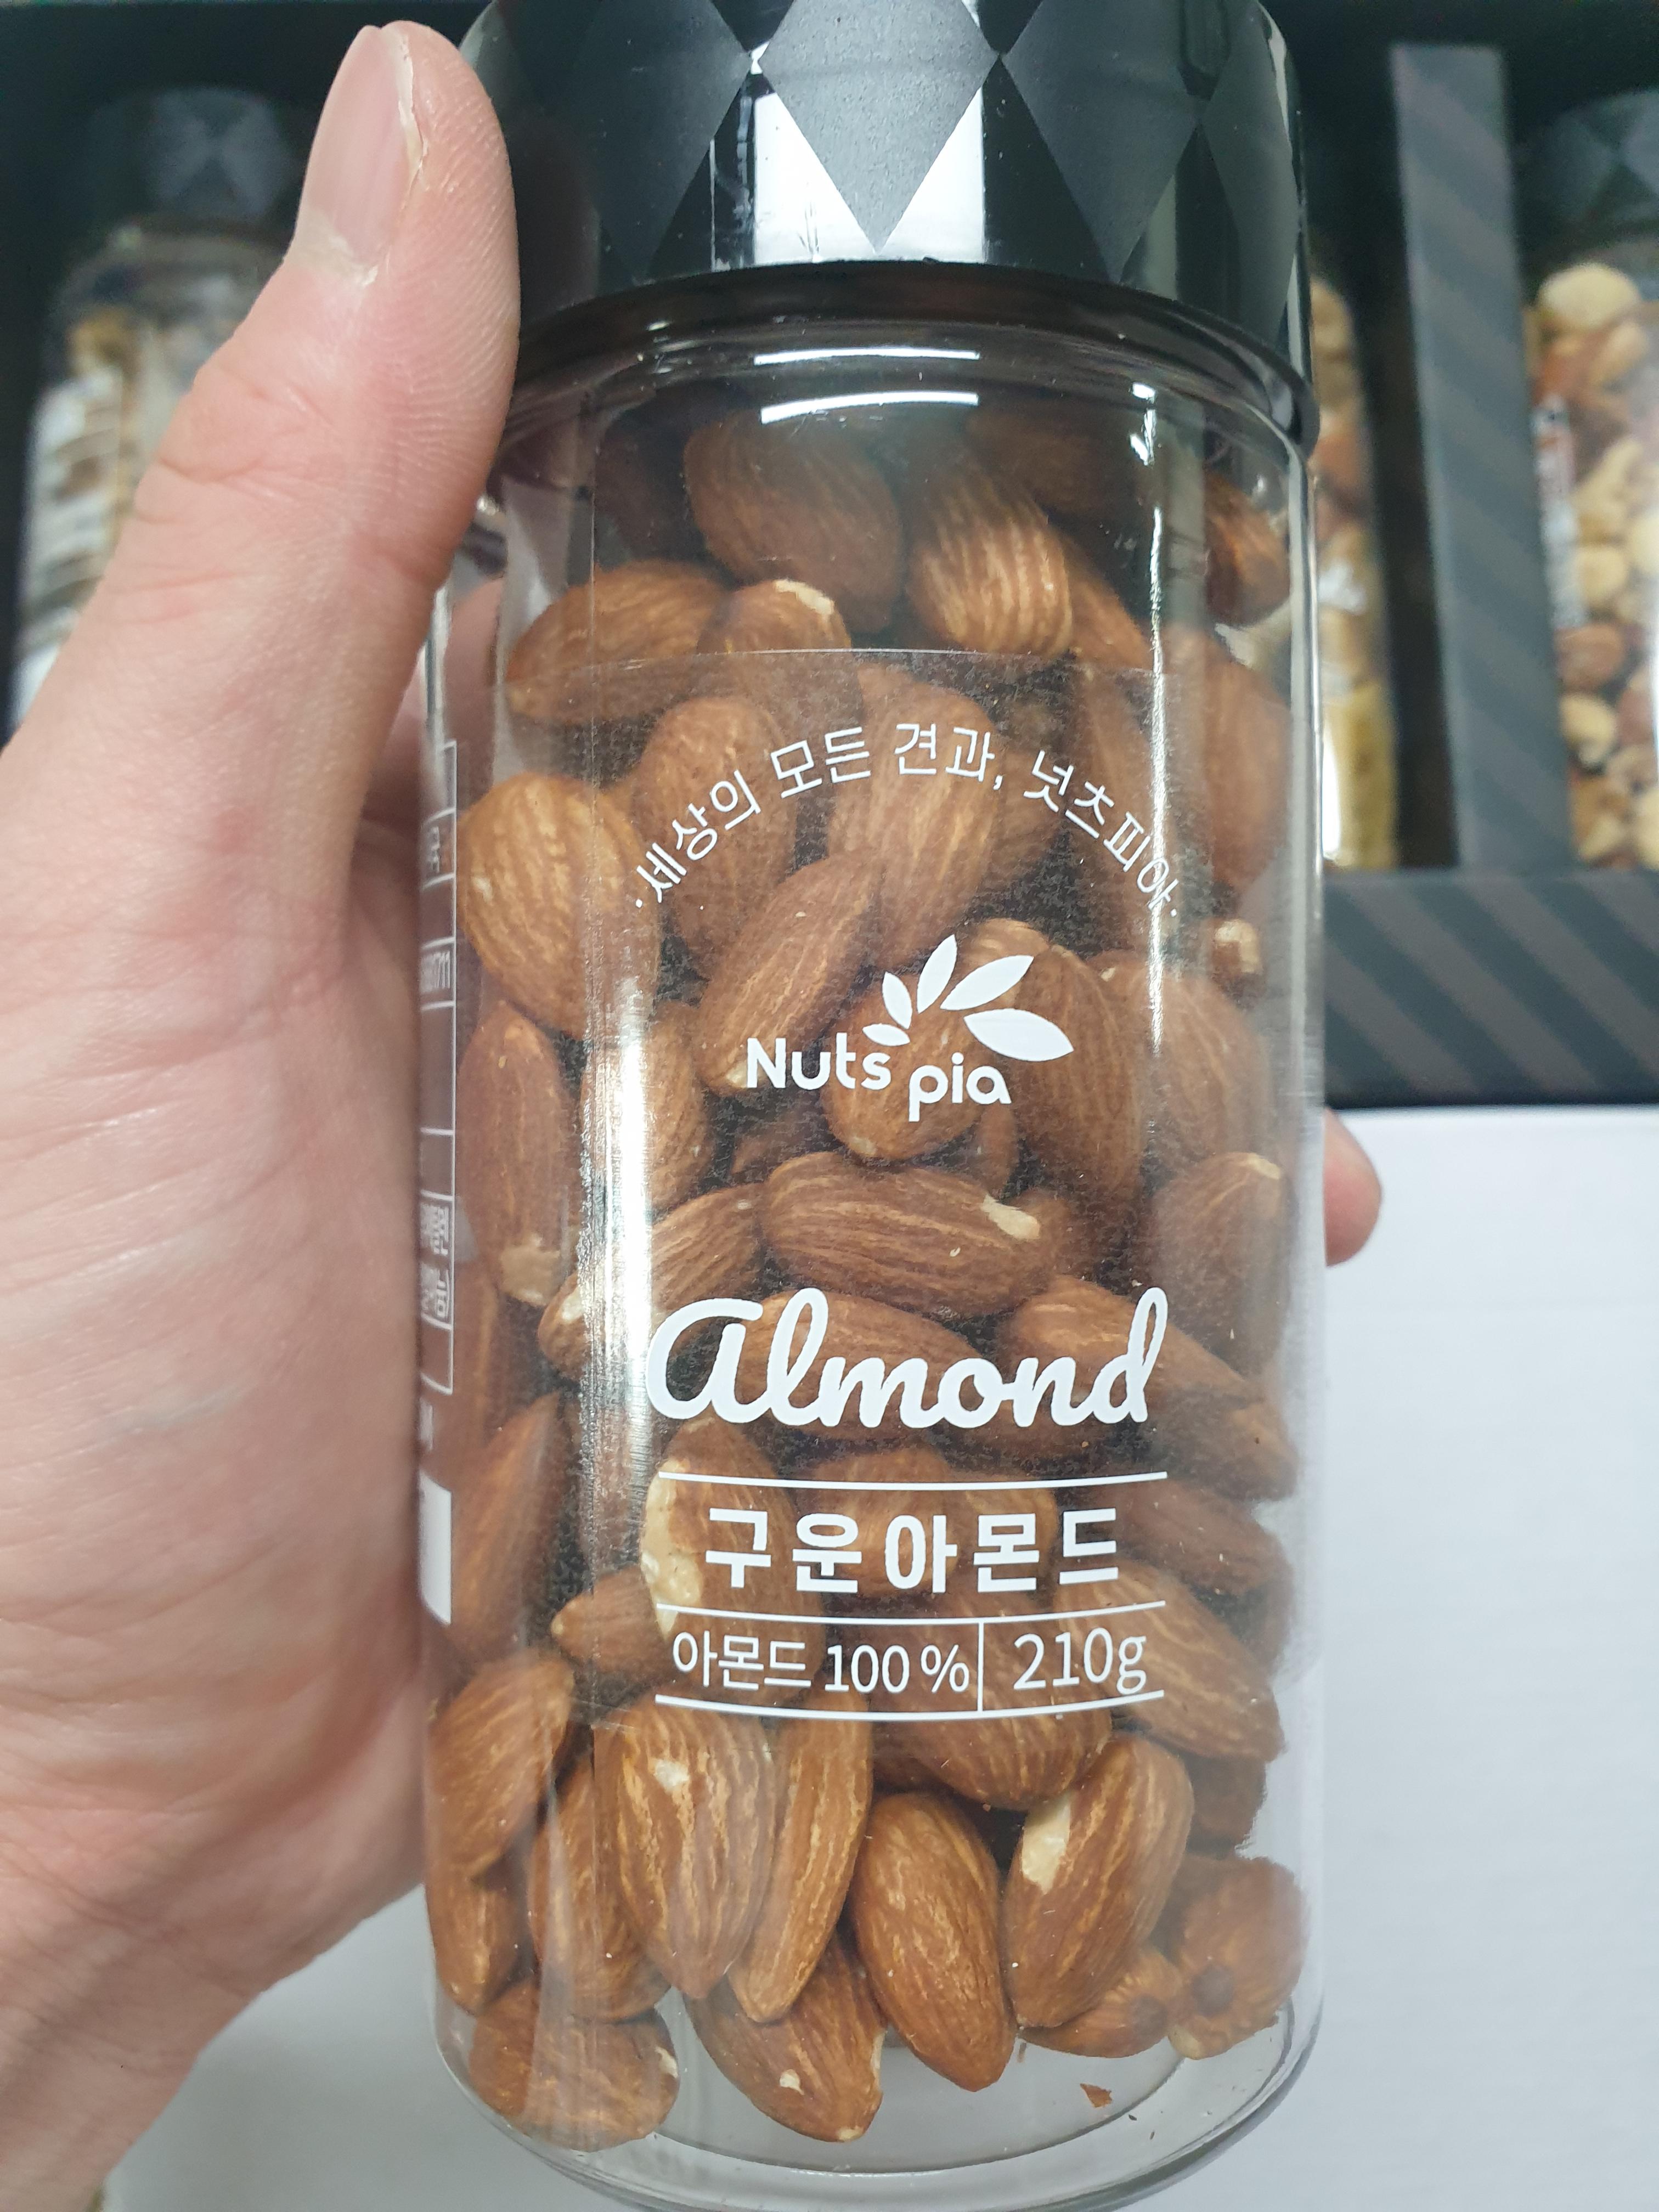 ·세상의 모든 견과, 넛츠피아·
Nuts pia
Almond
구운아몬드
아몬드 100 % 210g